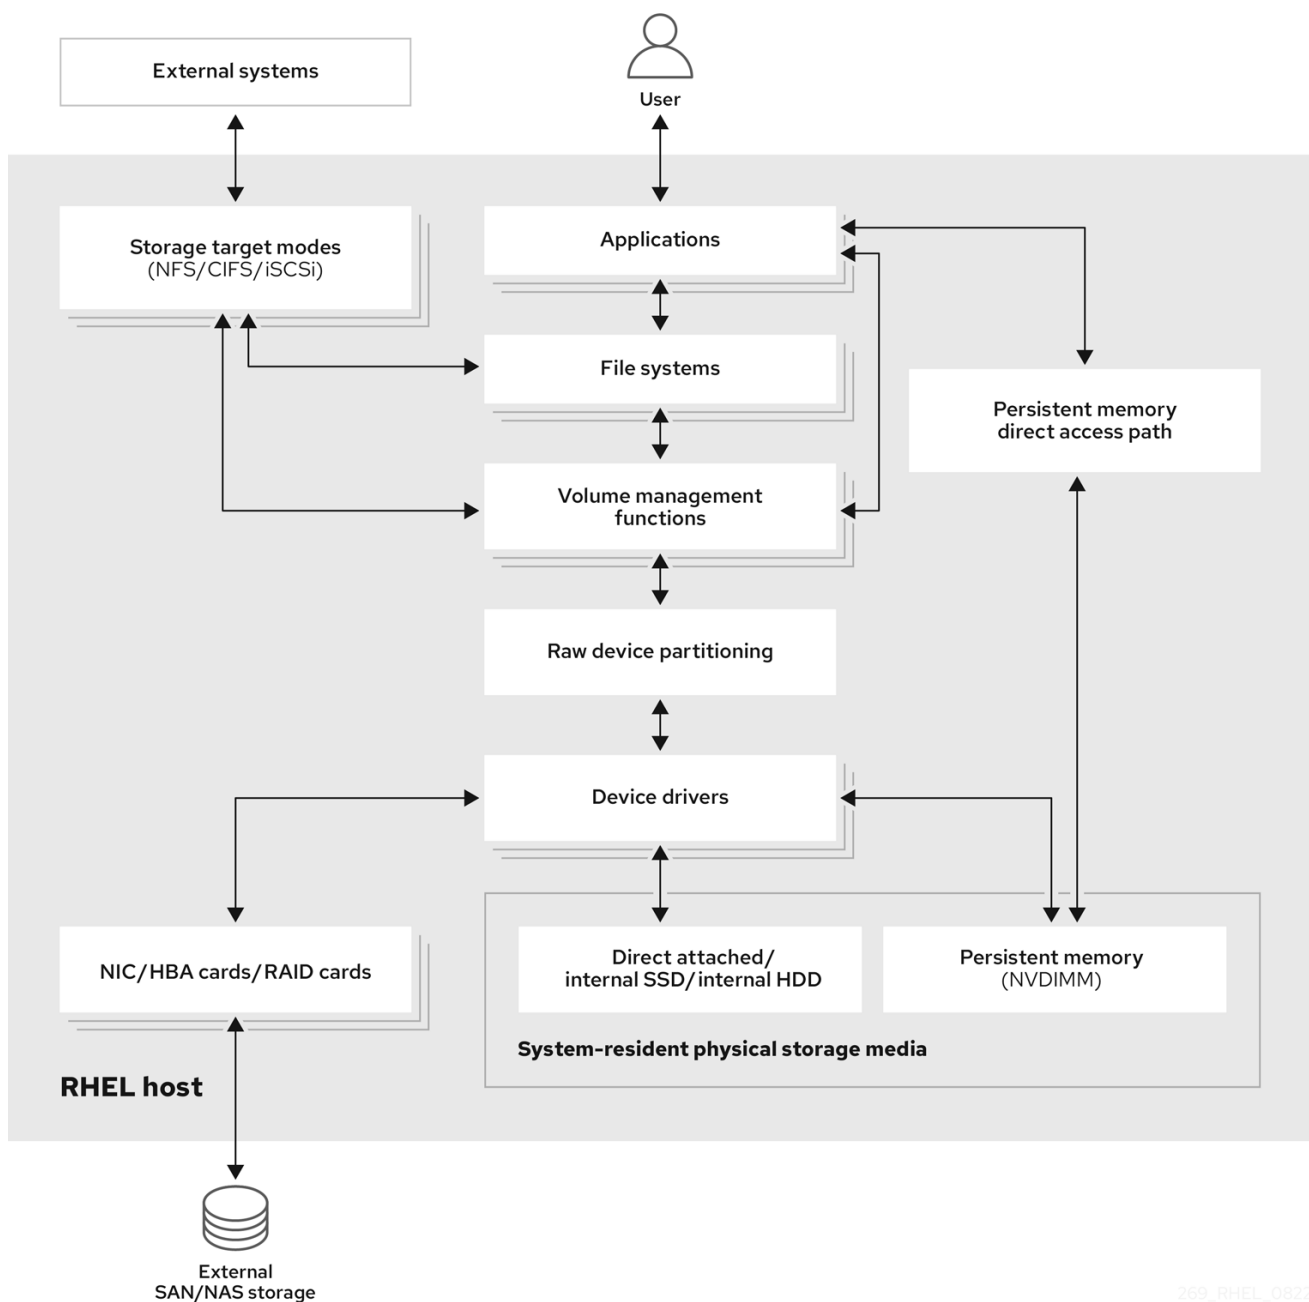 External systems
User
Storage target modes
(NFS/CIFS/iSCSi)
Applications
File systems
Persistent memory
direct access path
Volume management
functions
Raw device partitioning
Device drivers
NIC/HBA cards/RAID cards
Direct attached/
internal SSD/internal HDD
Persistent memory
(NVDIMM)
System-resident physical storage media
RHEL host
External
SAN/NAS storage
269_RHEL_0822